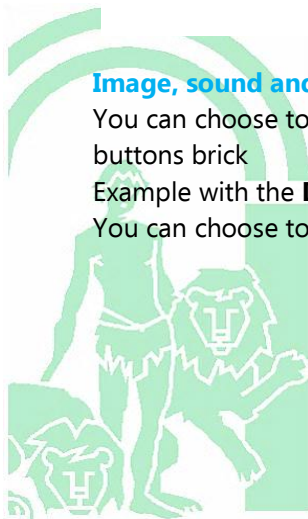 Image, sound and
You can choose to
buttons brick
Example with the
You can choose to